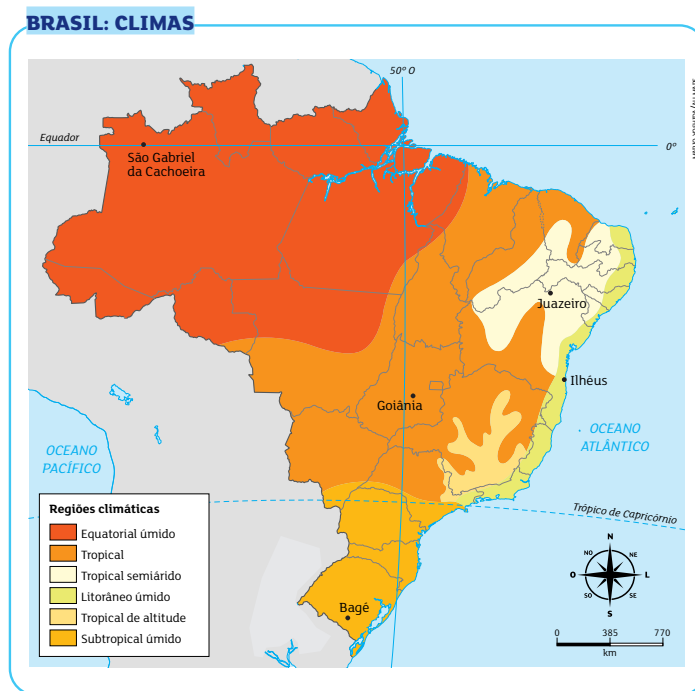 BRASIL: CLIMAS
50º O
Equador
0º
São Gabriel
da Cachoeira
Juazeiro
Ilhéus
Goiânia
OCEANO
PACÍFICO
OCEANO
ATLÂNTICO
Trópico de Capricórnio
Regiões climáticas
Equatorial úmido
Tropical
Tropical semiárido
Litorâneo úmido
Tropical de altitude
Subtropical úmido
Bagé
N
NO
NE
O
L
SO
SE
S
0
385
770
km